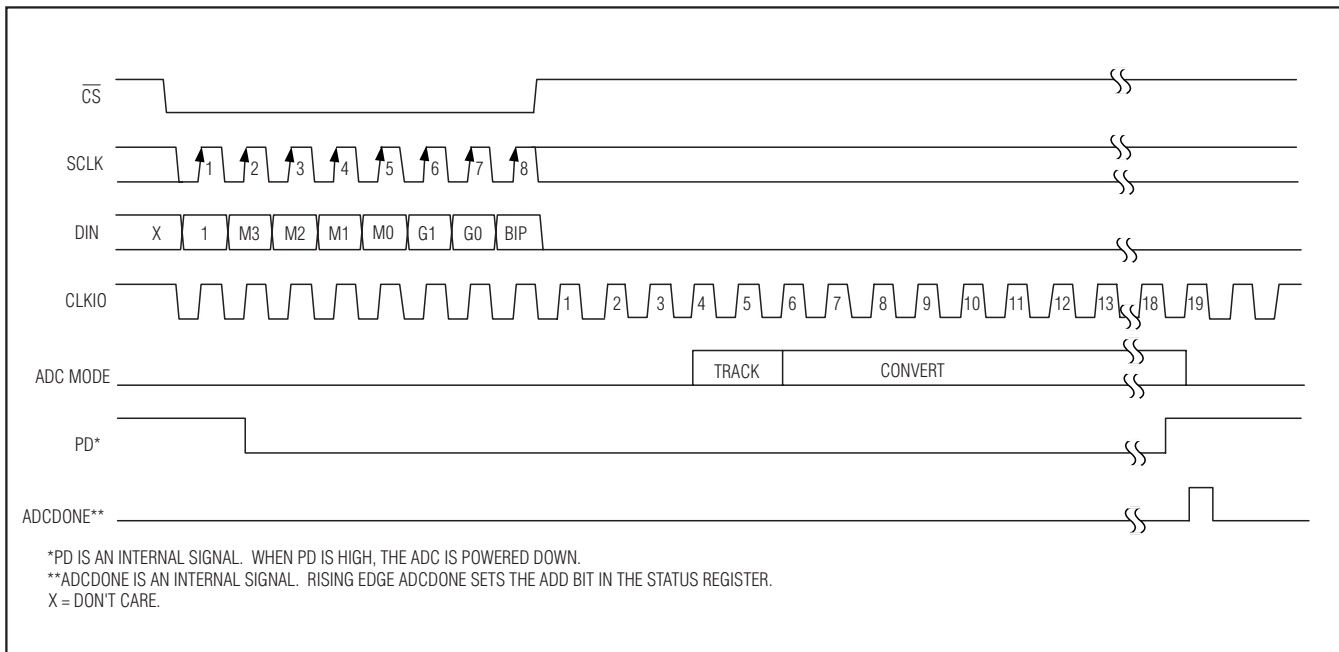 CS
SCLK 1 2 3 4 5 6 7 8
DIN X 1 M3 M2 M1 M0 G1 G0 BIP
CLKIO 1 2 3 4 5 6 7 8 9 10 11 12 13 18 19
ADC MODE TRACK CONVERT
PD*
ADCDONE**
*PD IS AN INTERNAL SIGNAL. WHEN PD IS HIGH, THE ADC IS POWERED DOWN.
**ADCDONE IS AN INTERNAL SIGNAL. RISING EDGE ADCDONE SETS THE ADD BIT IN THE STATUS REGISTER.
X = DON'T CARE.